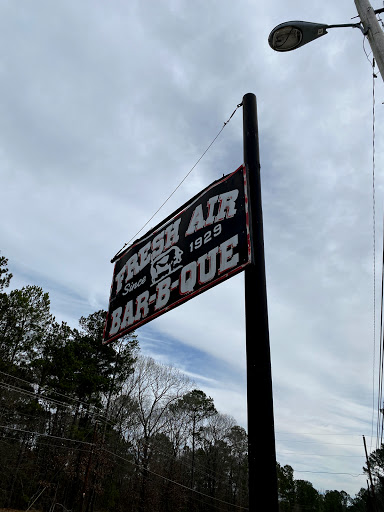 FRESH AIR
Since 1929
BAR-B-QUE